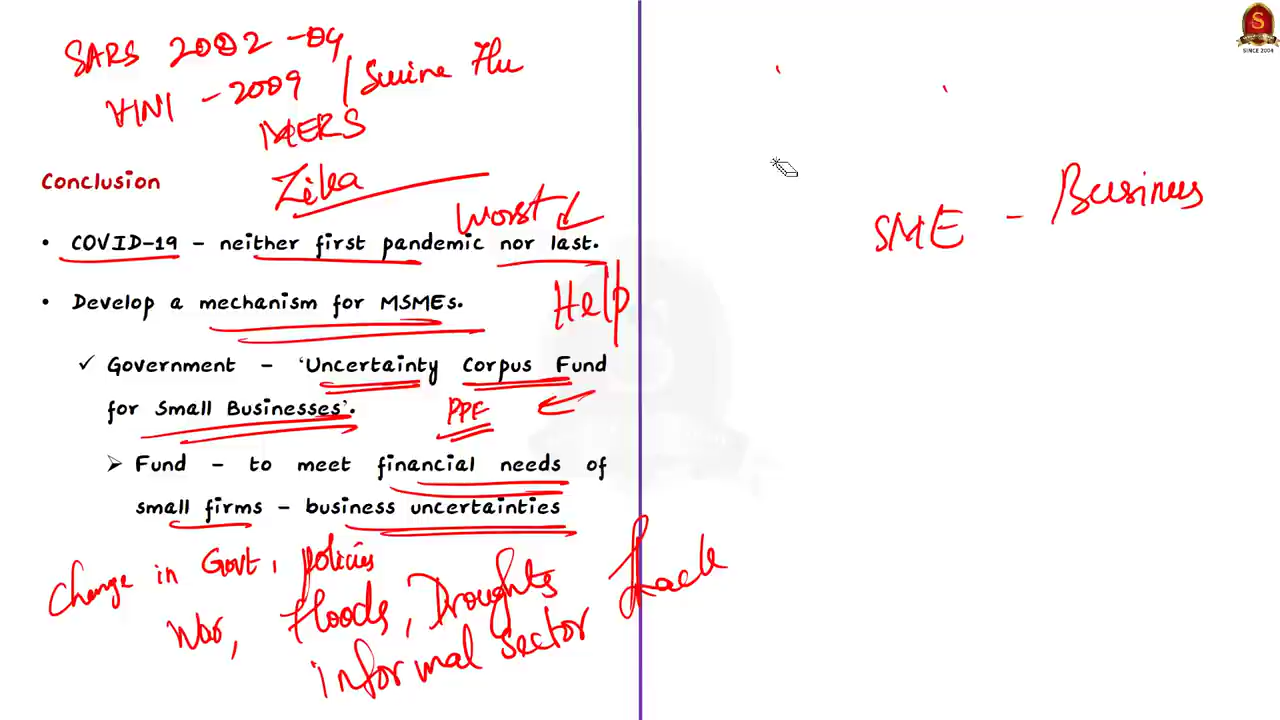 SARS 2002-04
H1N1 - 2009 / Swine Flu
MERS
Zika
Conclusion
Worst
• COVID-19 – neither first pandemic nor last.
• Develop a mechanism for MSMEs.
Help
✓ Government – 'Uncertainty Corpus Fund
for Small Businesses'.
PPF
➢ Fund – to meet financial needs of
small firms – business uncertainties
Change in Govt, policies
War, Floods, Droughts
informal sector
SME - Business
S
SINCE 2004